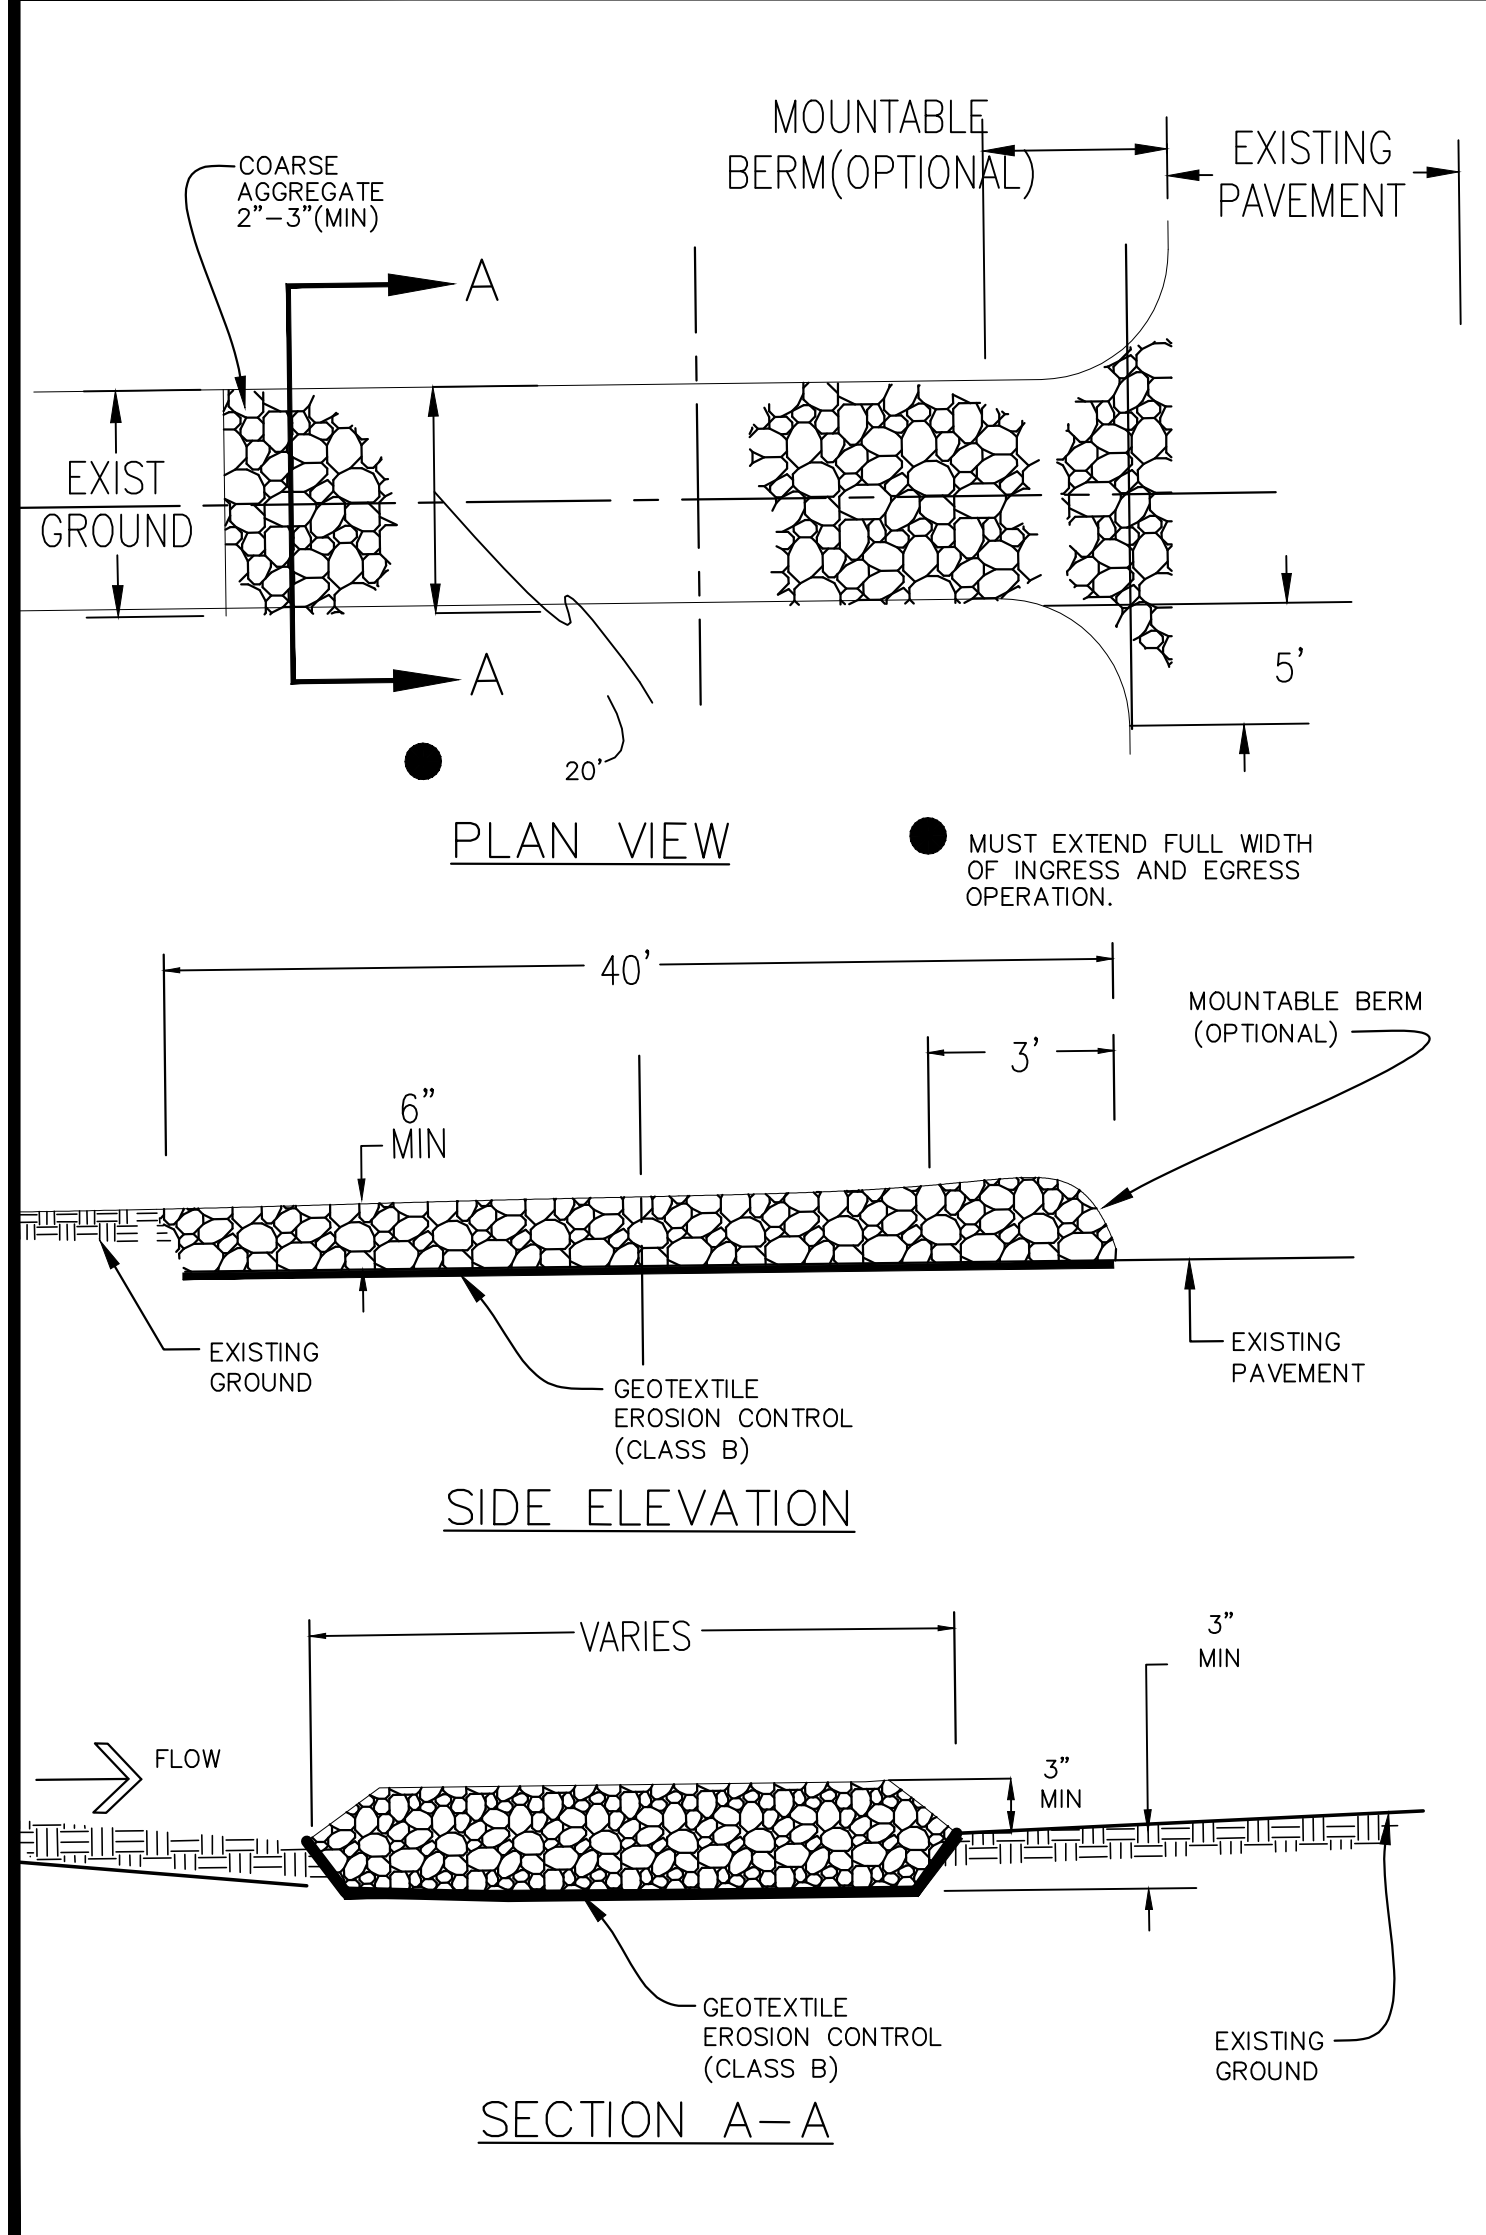 MOUNTABLE
BERM(OPTIONAL)
EXISTING
PAVEMENT
COARSE
AGGREGATE
2"-3"(MIN)
A
EXIST
GROUND
5'
A
20'
PLAN VIEW
MUST EXTEND FULL WIDTH
OF INGRESS AND EGRESS
OPERATION.
40'
MOUNTABLE BERM
(OPTIONAL)
3'
6"
MIN
EXISTING
GROUND
EXISTING
PAVEMENT
GEOTEXTILE
EROSION CONTROL
(CLASS B)
SIDE ELEVATION
VARIES
3"
MIN
FLOW
3"
MIN
GEOTEXTILE
EROSION CONTROL
(CLASS B)
EXISTING
GROUND
SECTION A-A